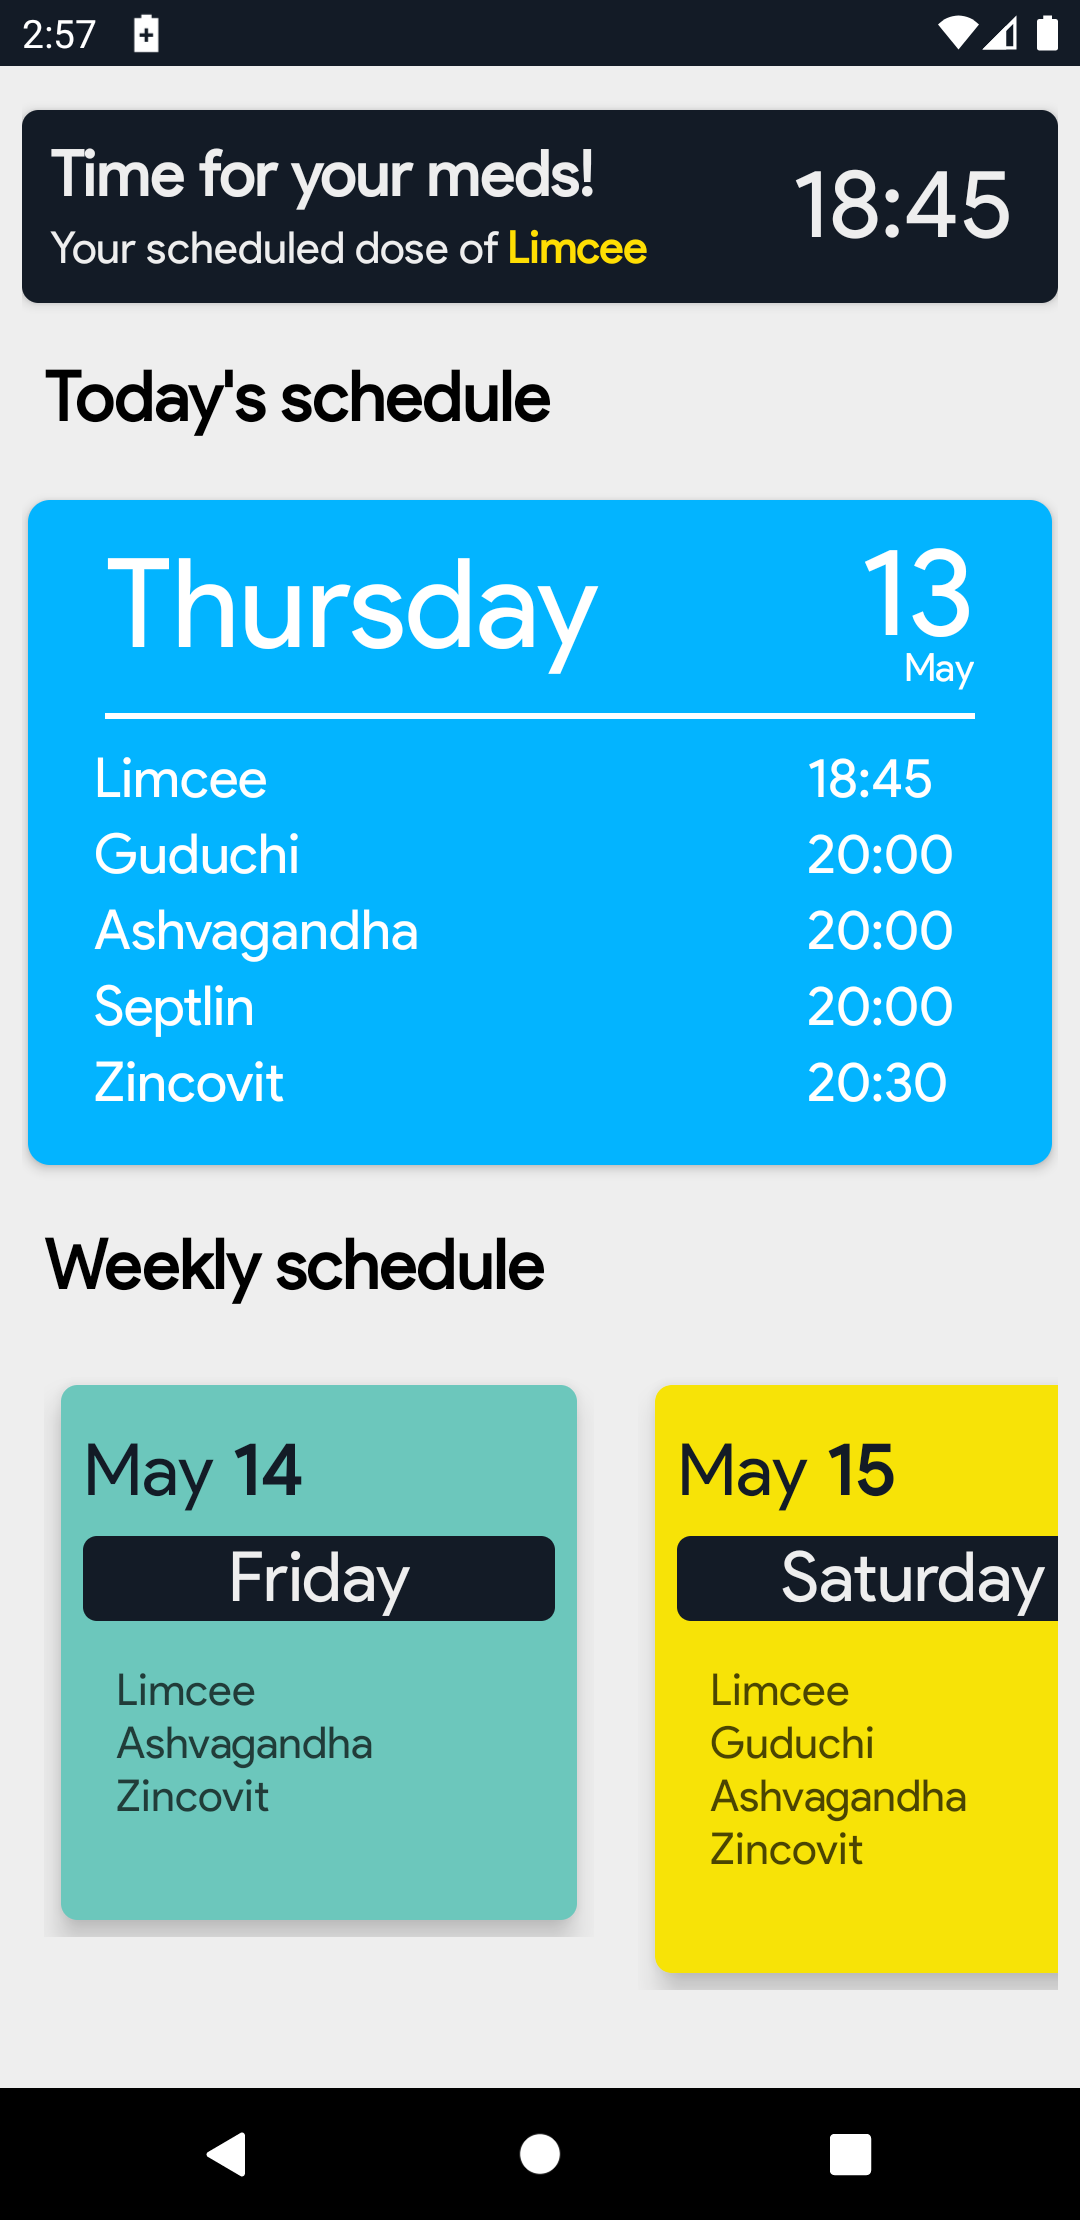 2:57
Time for your meds!
Your scheduled dose of Limcee
18:45
Today's schedule
Thursday
13
May
Limcee 18:45
Guduchi 20:00
Ashvagandha 20:00
Septlin 20:00
Zincovit 20:30
Weekly schedule
May 14
Friday
Limcee
Ashvagandha
Zincovit
May 15
Saturday
Limcee
Guduchi
Ashvagandha
Zincovit